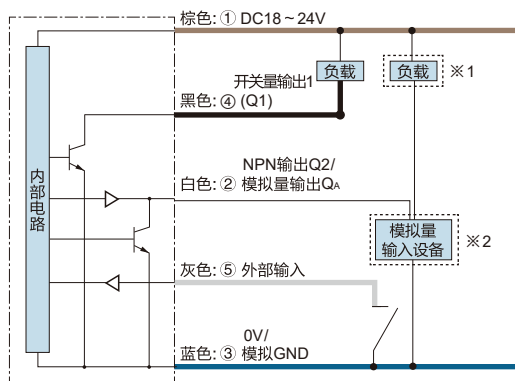 棕色: ① DC18~24V
负载
负载
※1
开关量输出1
黑色: ④ (Q1)
内部电路
NPN输出Q2/
白色: ② 模拟量输出QA
模拟量
输入设备
※2
灰色: ⑤ 外部输入
0V/
蓝色: ③ 模拟GND